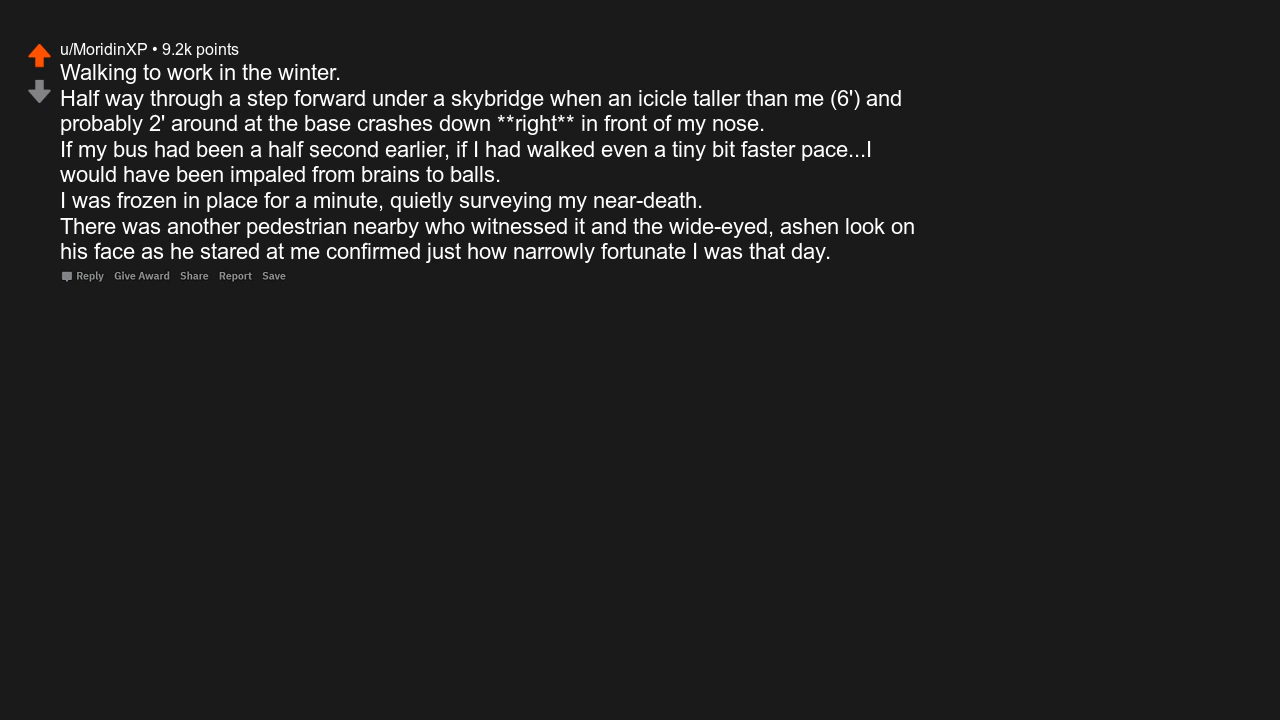 u/MoridinXP • 9.2k points
Walking to work in the winter.
Half way through a step forward under a skybridge when an icicle taller than me (6') and
probably 2' around at the base crashes down **right** in front of my nose.
If my bus had been a half second earlier, if I had walked even a tiny bit faster pace...I
would have been impaled from brains to balls.
I was frozen in place for a minute, quietly surveying my near-death.
There was another pedestrian nearby who witnessed it and the wide-eyed, ashen look on
his face as he stared at me confirmed just how narrowly fortunate I was that day.
Reply Give Award Share Report Save